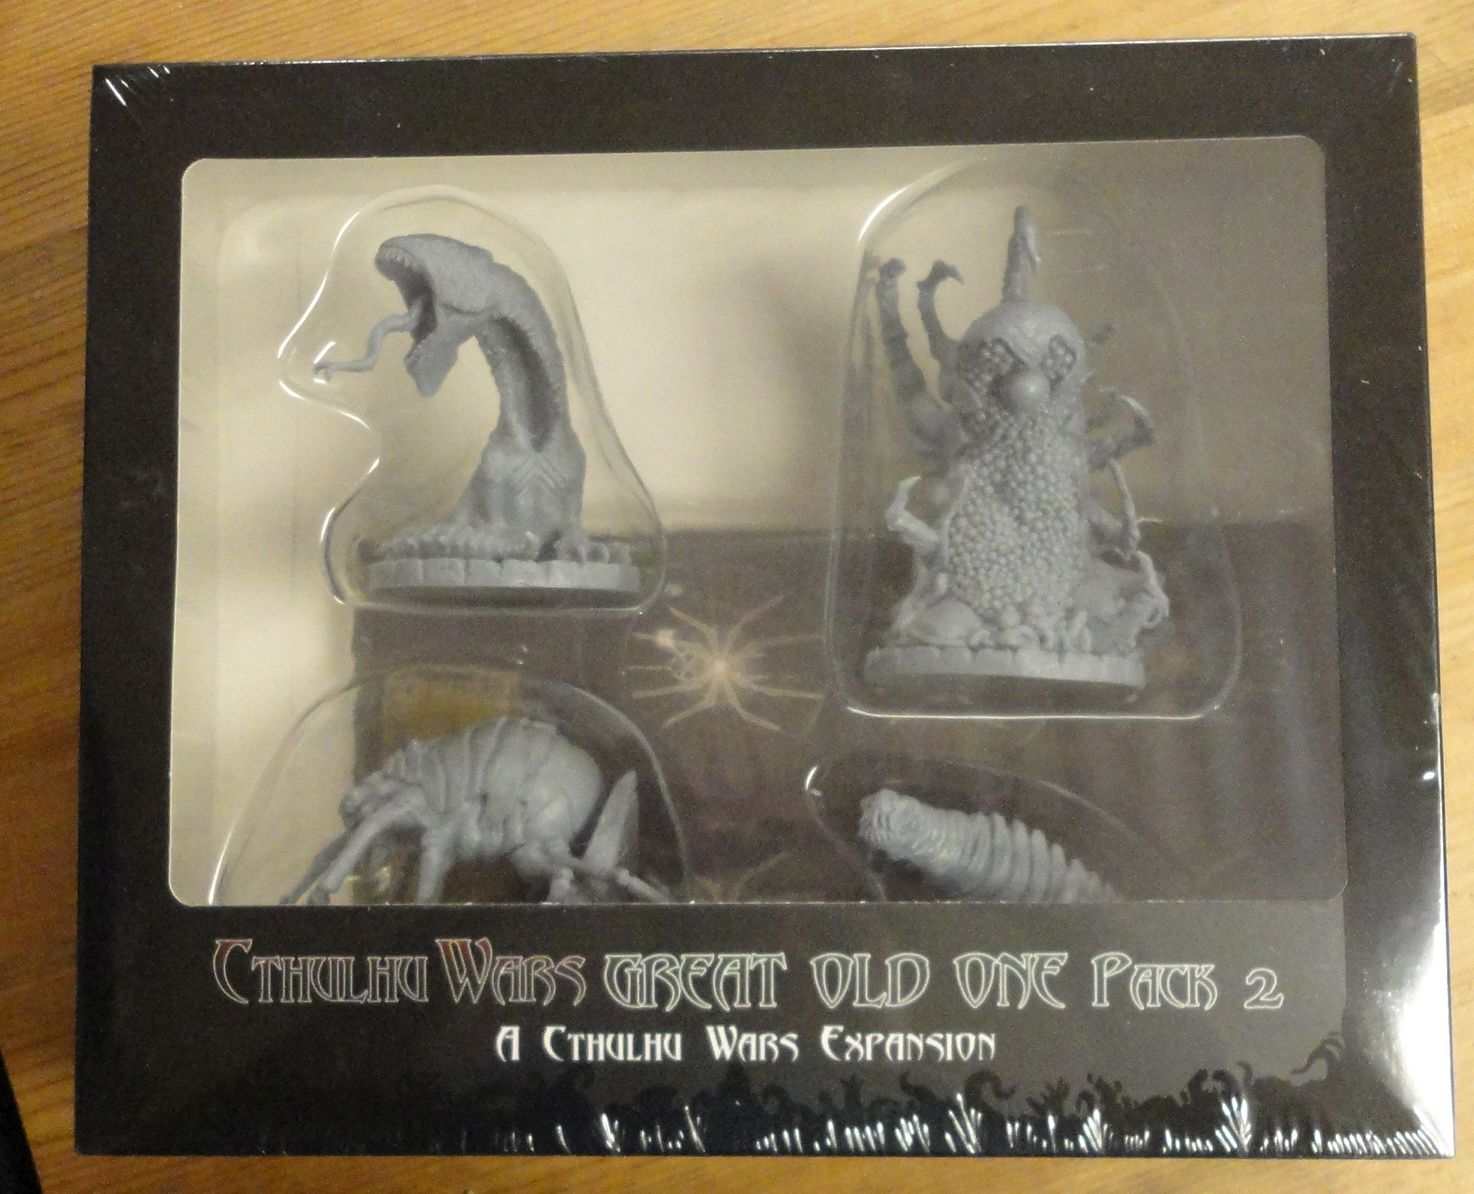 Cthulhu Wars GREAT OLD ONE Pack 2
A Cthulhu Wars Expansion